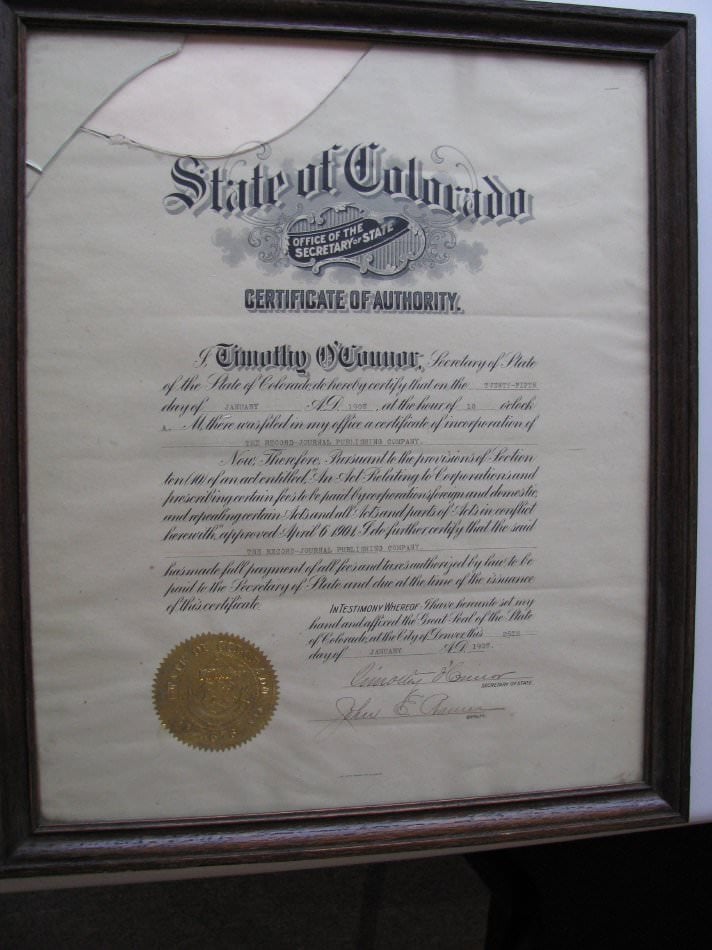 State of Colorado
OFFICE OF THE
SECRETARY OF STATE
CERTIFICATE OF AUTHORITY.
I, Timothy O'Connor, Secretary of State
of the State of Colorado, do hereby certify that on the TWENTY-FIFTH
day of JANUARY A.D. at the hour of 10 o'clock
A. M, there was filed in my office a certificate of incorporation of
THE RECORD-JOURNAL PUBLISHING COMPANY.
Now, Therefore, Pursuant to the provisions of Section
ten (10) of an act entitled, "An Act Relating to Corporations and
prescribing certain fees to be paid by corporations, foreign and domestic,
and repealing certain Acts and all Acts and parts of Acts in conflict
herewith," approved April 6 1901, I do further certify that the said
THE RECORD-JOURNAL PUBLISHING COMPANY
has made full payment of all fees and taxes authorized by law to be
paid to the Secretary of State and due at the time of the issuance
of this certificate.
IN TESTIMONY WHEREOF I have hereunto set my
hand and affixed the Great Seal of the State
of Colorado, at the City of Denver this 25TH
day of JANUARY A.D.
Timothy O'Connor
SECRETARY OF STATE.
John E.
DEPUTY.
STATE OF COLORADO
1876